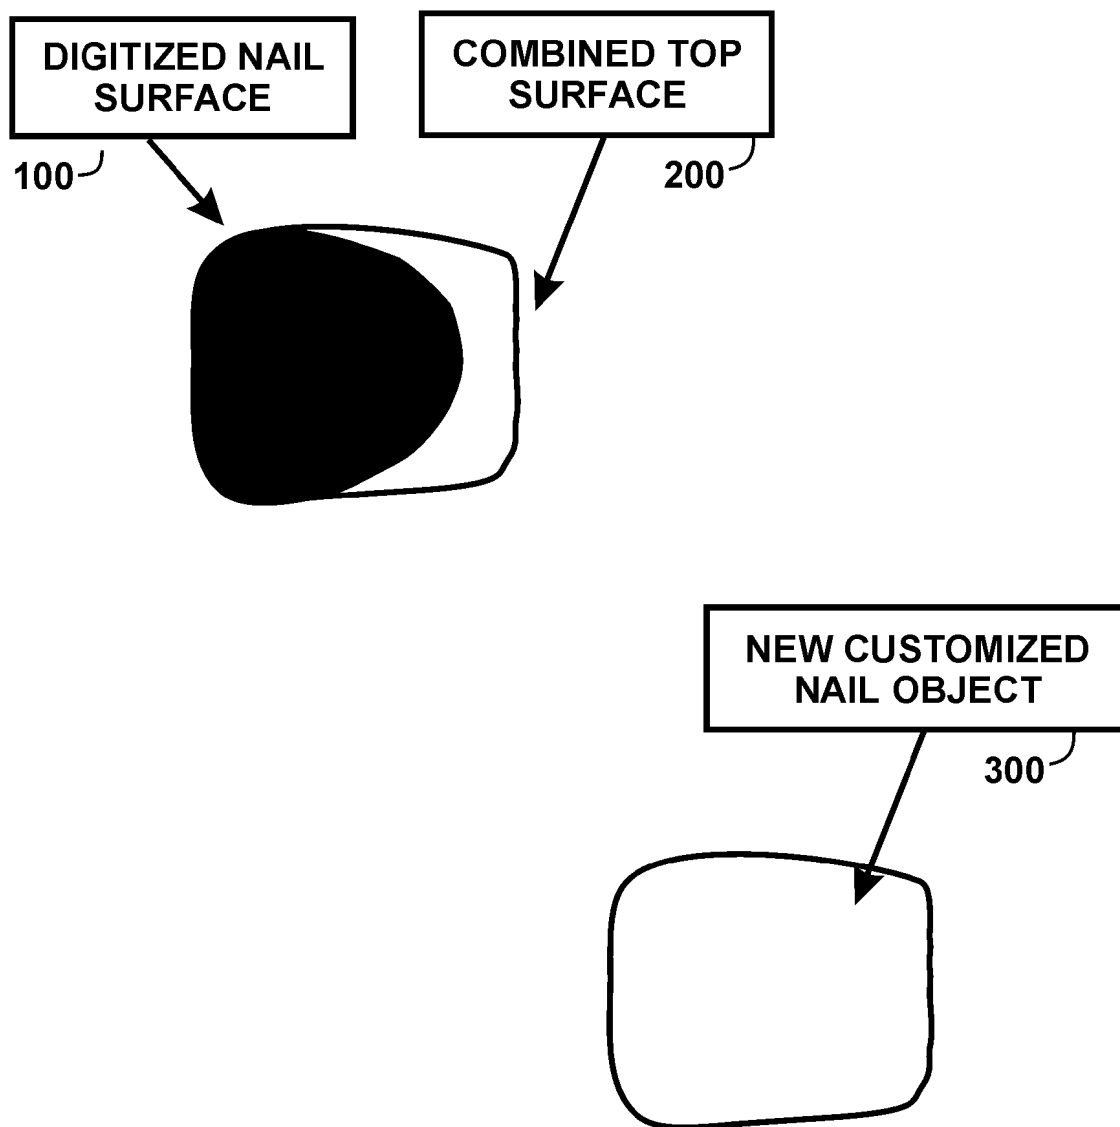 DIGITIZED NAIL
SURFACE
100
COMBINED TOP
SURFACE
200
NEW CUSTOMIZED
NAIL OBJECT
300